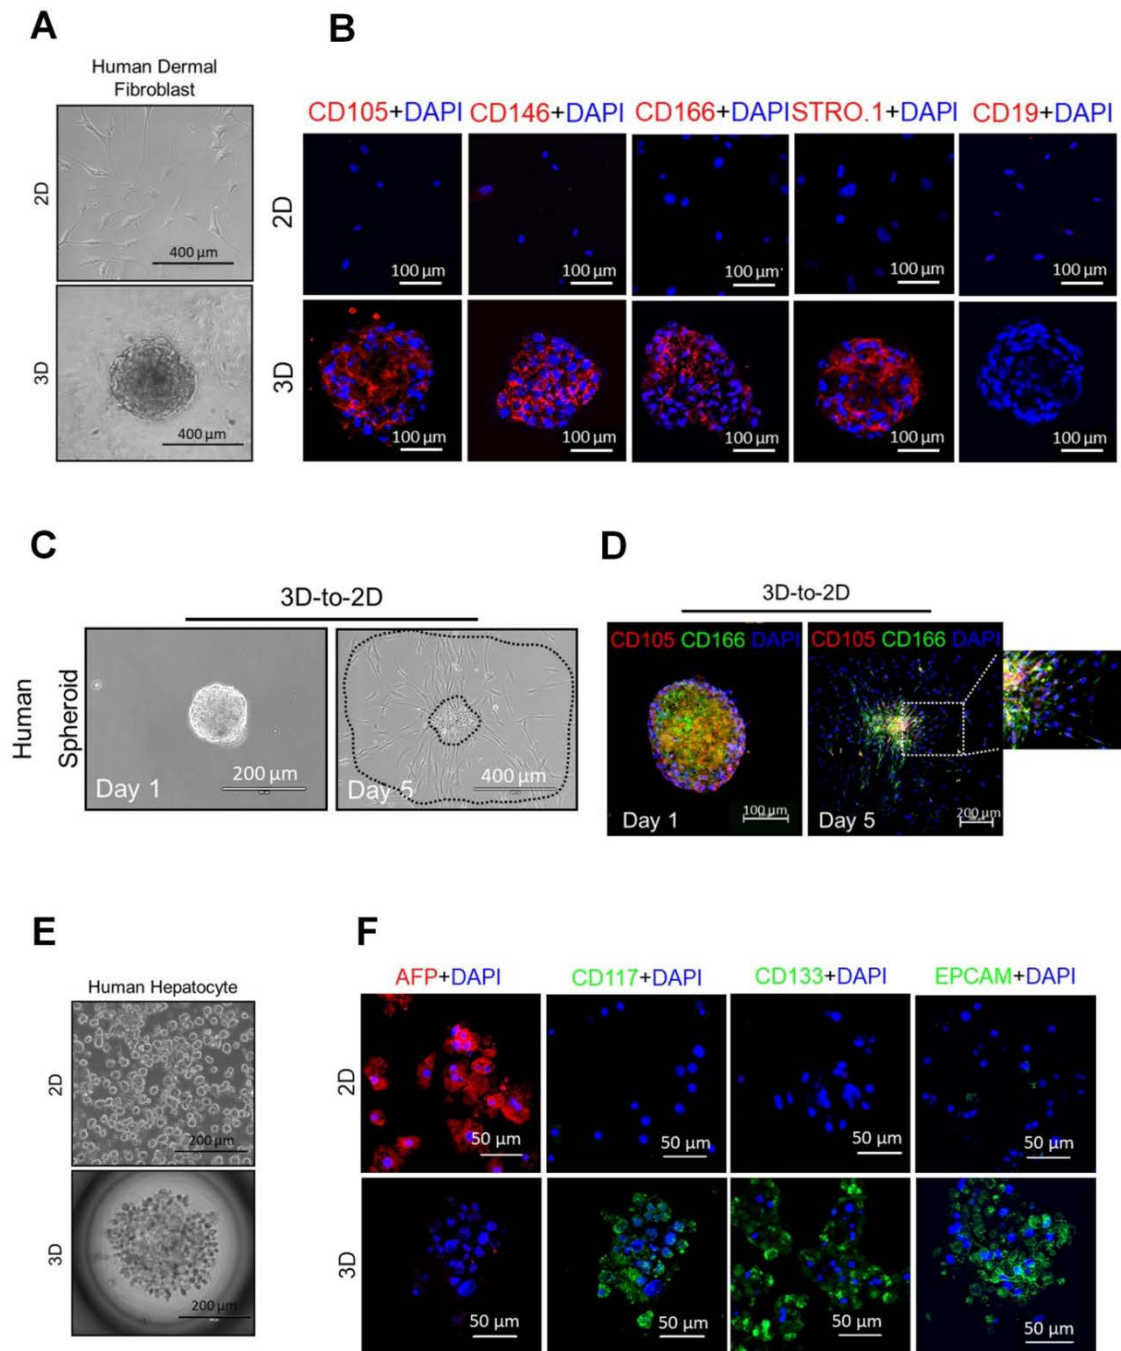 A
Human Dermal
Fibroblast
2D
400 µm
3D
400 µm
B
CD105+DAPI CD146+DAPI CD166+DAPI STRO.1+DAPI CD19+DAPI
2D
100 µm 100 µm 100 µm 100 µm 100 µm
3D
100 µm 100 µm 100 µm 100 µm 100 µm
C
3D-to-2D
Human
Spheroid
Day 1 200 µm
Day 5 400 µm
D
3D-to-2D
CD105 CD166 DAPI CD105 CD166 DAPI
Day 1 100 µm
Day 5 200 µm
E
Human Hepatocyte
2D
200 µm
3D
200 µm
F
AFP+DAPI CD117+DAPI CD133+DAPI EPCAM+DAPI
2D
50 µm 50 µm 50 µm 50 µm
3D
50 µm 50 µm 50 µm 50 µm